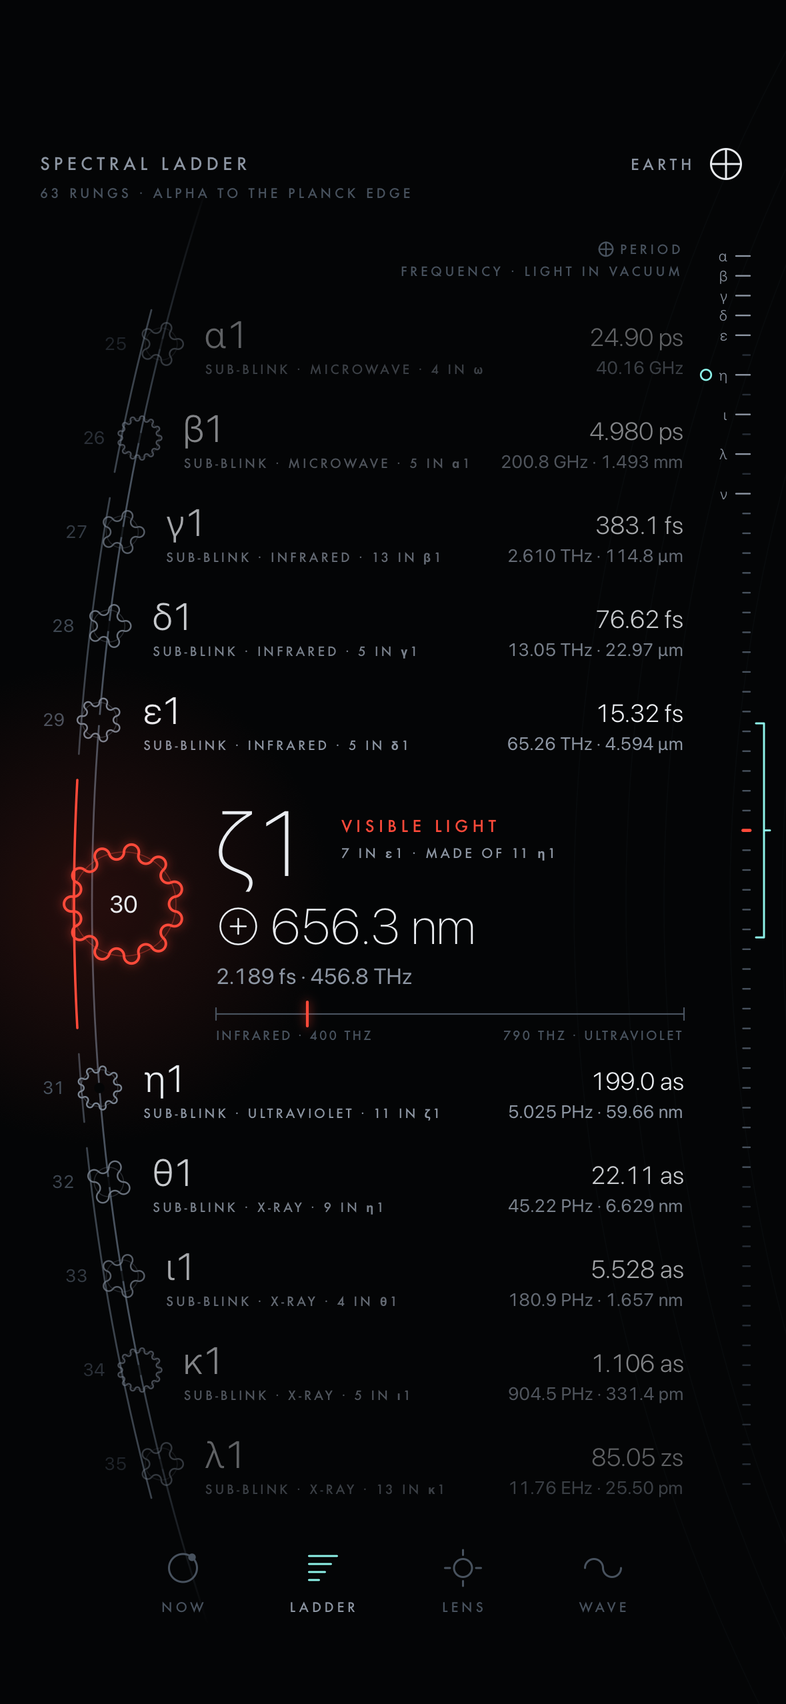 SPECTRAL LADDER
EARTH
63 RUNGS · ALPHA TO THE PLANCK EDGE
PERIOD
FREQUENCY · LIGHT IN VACUUM
α
β
γ
δ
ε
η
ι
λ
ν
25
α1
24.90 ps
SUB-BLINK · MICROWAVE · 4 IN ω
40.16 GHz
26
β1
4.980 ps
SUB-BLINK · MICROWAVE · 5 IN α1
200.8 GHz · 1.493 mm
27
γ1
383.1 fs
SUB-BLINK · INFRARED · 13 IN β1
2.610 THz · 114.8 µm
28
δ1
76.62 fs
SUB-BLINK · INFRARED · 5 IN γ1
13.05 THz · 22.97 µm
29
ε1
15.32 fs
SUB-BLINK · INFRARED · 5 IN δ1
65.26 THz · 4.594 µm
30
ζ1
VISIBLE LIGHT
7 IN ε1 · MADE OF 11 η1
656.3 nm
2.189 fs · 456.8 THz
INFRARED · 400 THZ
790 THZ · ULTRAVIOLET
31
η1
199.0 as
SUB-BLINK · ULTRAVIOLET · 11 IN ζ1
5.025 PHz · 59.66 nm
32
θ1
22.11 as
SUB-BLINK · X-RAY · 9 IN η1
45.22 PHz · 6.629 nm
33
ι1
5.528 as
SUB-BLINK · X-RAY · 4 IN θ1
180.9 PHz · 1.657 nm
34
κ1
1.106 as
SUB-BLINK · X-RAY · 5 IN ι1
904.5 PHz · 331.4 pm
35
λ1
85.05 zs
SUB-BLINK · X-RAY · 13 IN κ1
11.76 EHz · 25.50 pm
NOW
LADDER
LENS
WAVE